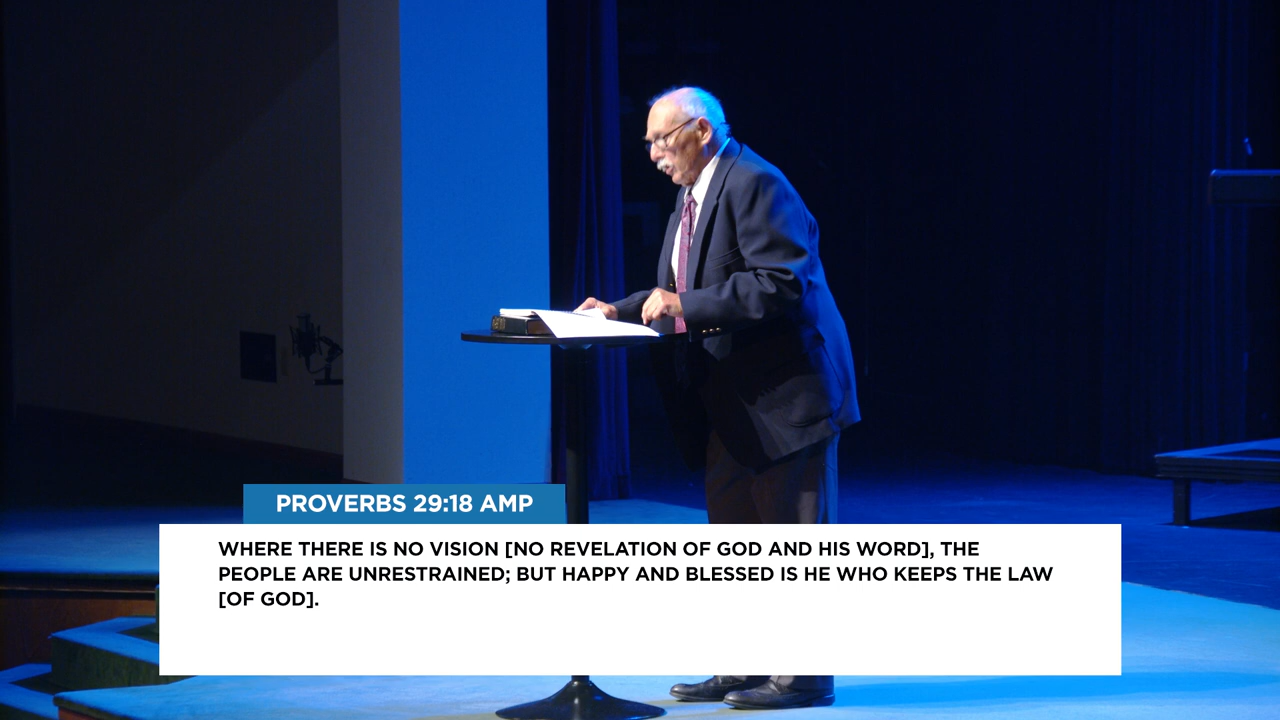 PROVERBS 29:18 AMP
WHERE THERE IS NO VISION [NO REVELATION OF GOD AND HIS WORD], THE
PEOPLE ARE UNRESTRAINED; BUT HAPPY AND BLESSED IS HE WHO KEEPS THE LAW
[OF GOD].